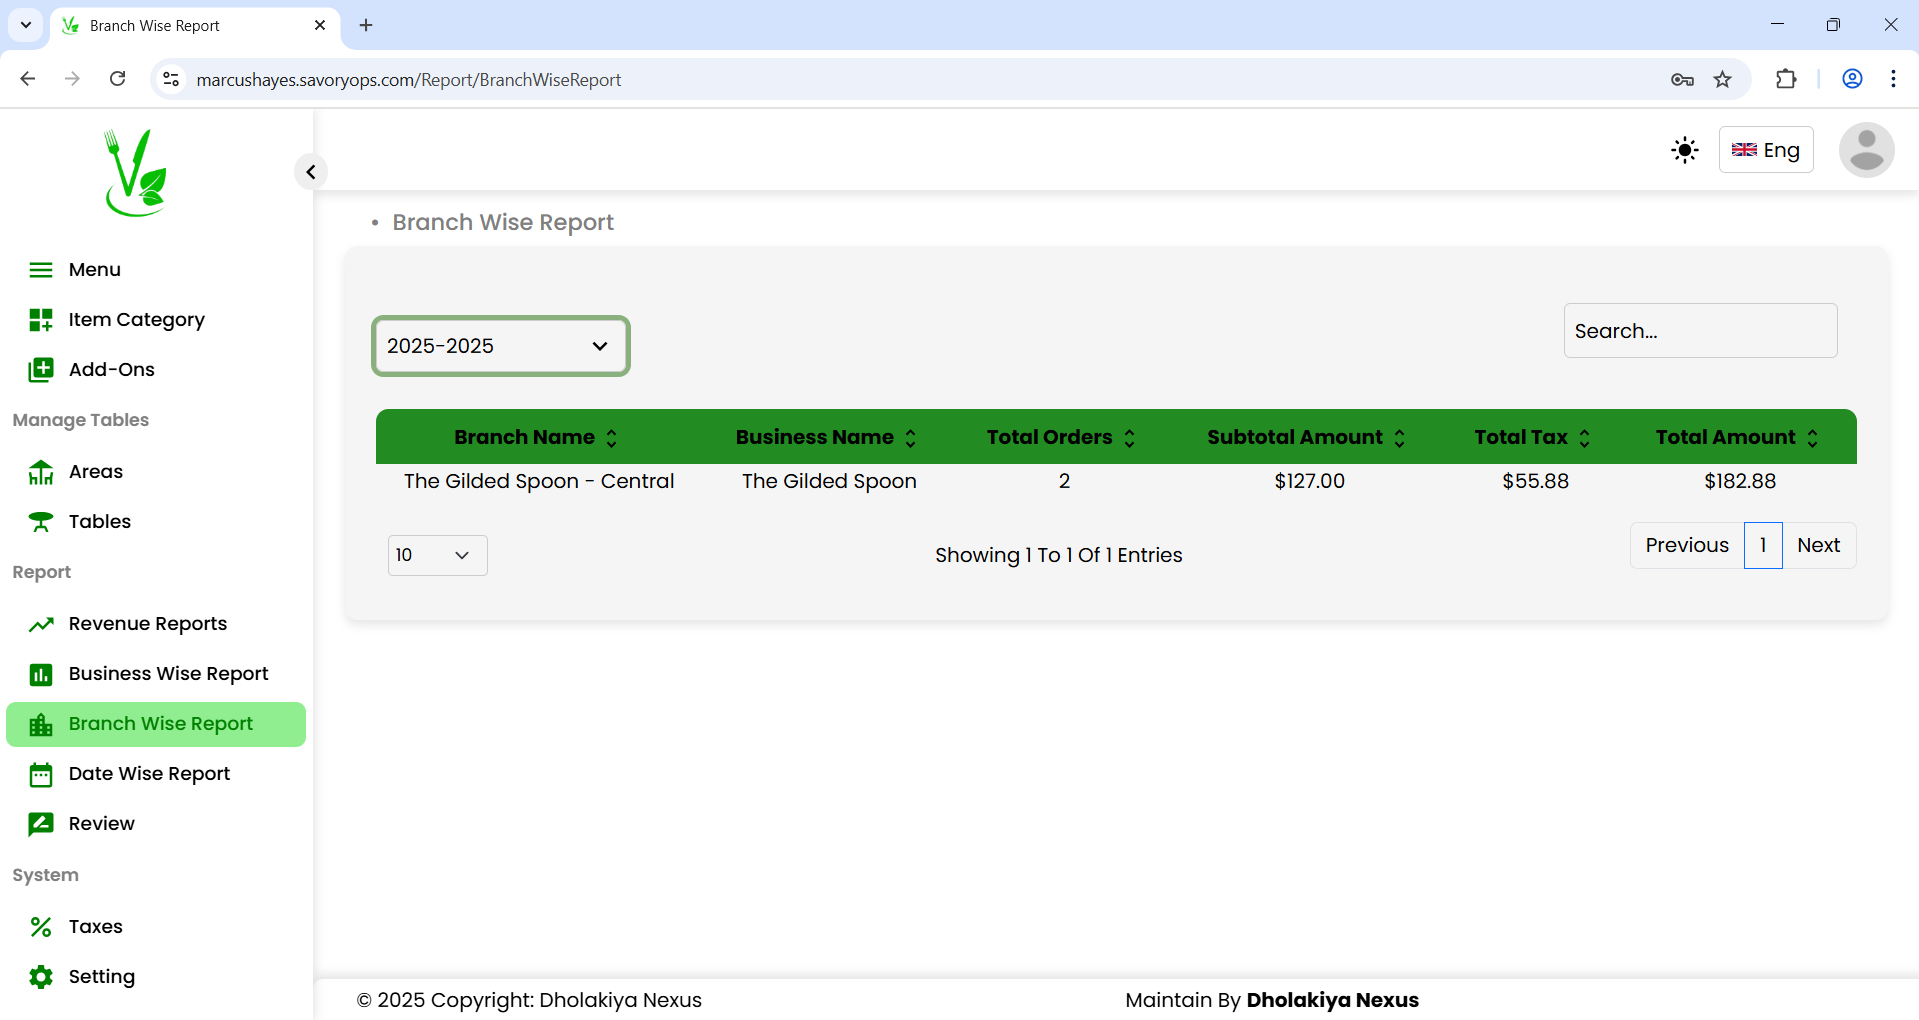 Branch Wise Report
marcushayes.savoryops.com/Report/BranchWiseReport
Eng
Menu
Item Category
Add-Ons
Manage Tables
Areas
Tables
Report
Revenue Reports
Business Wise Report
Branch Wise Report
Date Wise Report
Review
System
Taxes
Setting
• Branch Wise Report
2025-2025
Search...
Branch Name Business Name Total Orders Subtotal Amount Total Tax Total Amount
The Gilded Spoon - Central The Gilded Spoon 2 $127.00 $55.88 $182.88
10 Showing 1 To 1 Of 1 Entries Previous 1 Next
© 2025 Copyright: Dholakiya Nexus Maintain By Dholakiya Nexus